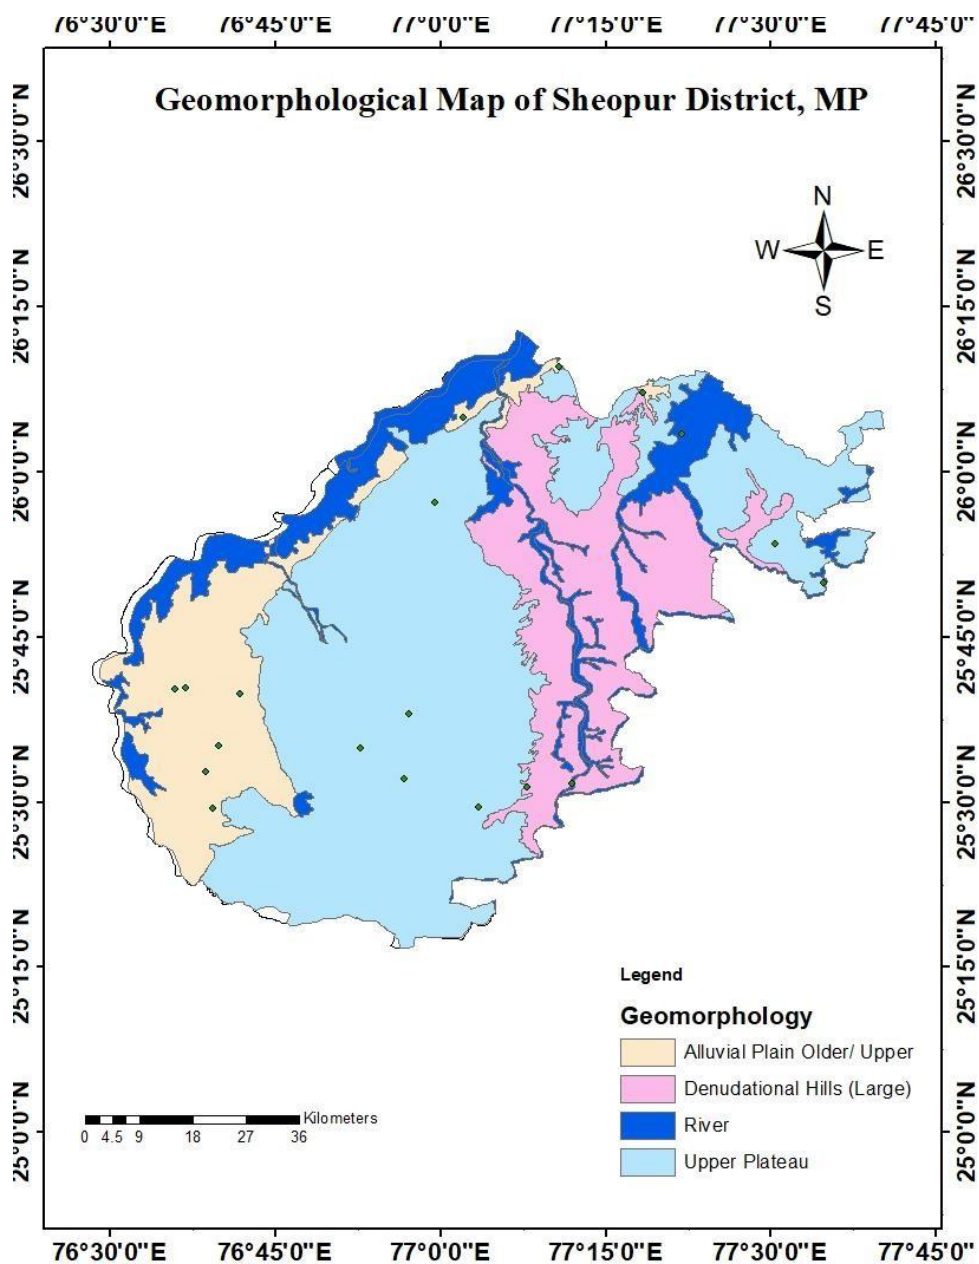 76°30'0"E 76°45'0"E 77°0'0"E 77°15'0"E 77°30'0"E 77°45'0"E
Geomorphological Map of Sheopur District, MP
26°30'0"N 26°30'0"N
N
W E
S
26°15'0"N 26°15'0"N
26°0'0"N 26°0'0"N
25°45'0"N 25°45'0"N
25°30'0"N 25°30'0"N
25°15'0"N 25°15'0"N
Legend
Geomorphology
Alluvial Plain Older/ Upper
Denudational Hills (Large)
River
Upper Plateau
Kilometers
0 4.5 9 18 27 36
25°0'0"N 25°0'0"N
76°30'0"E 76°45'0"E 77°0'0"E 77°15'0"E 77°30'0"E 77°45'0"E